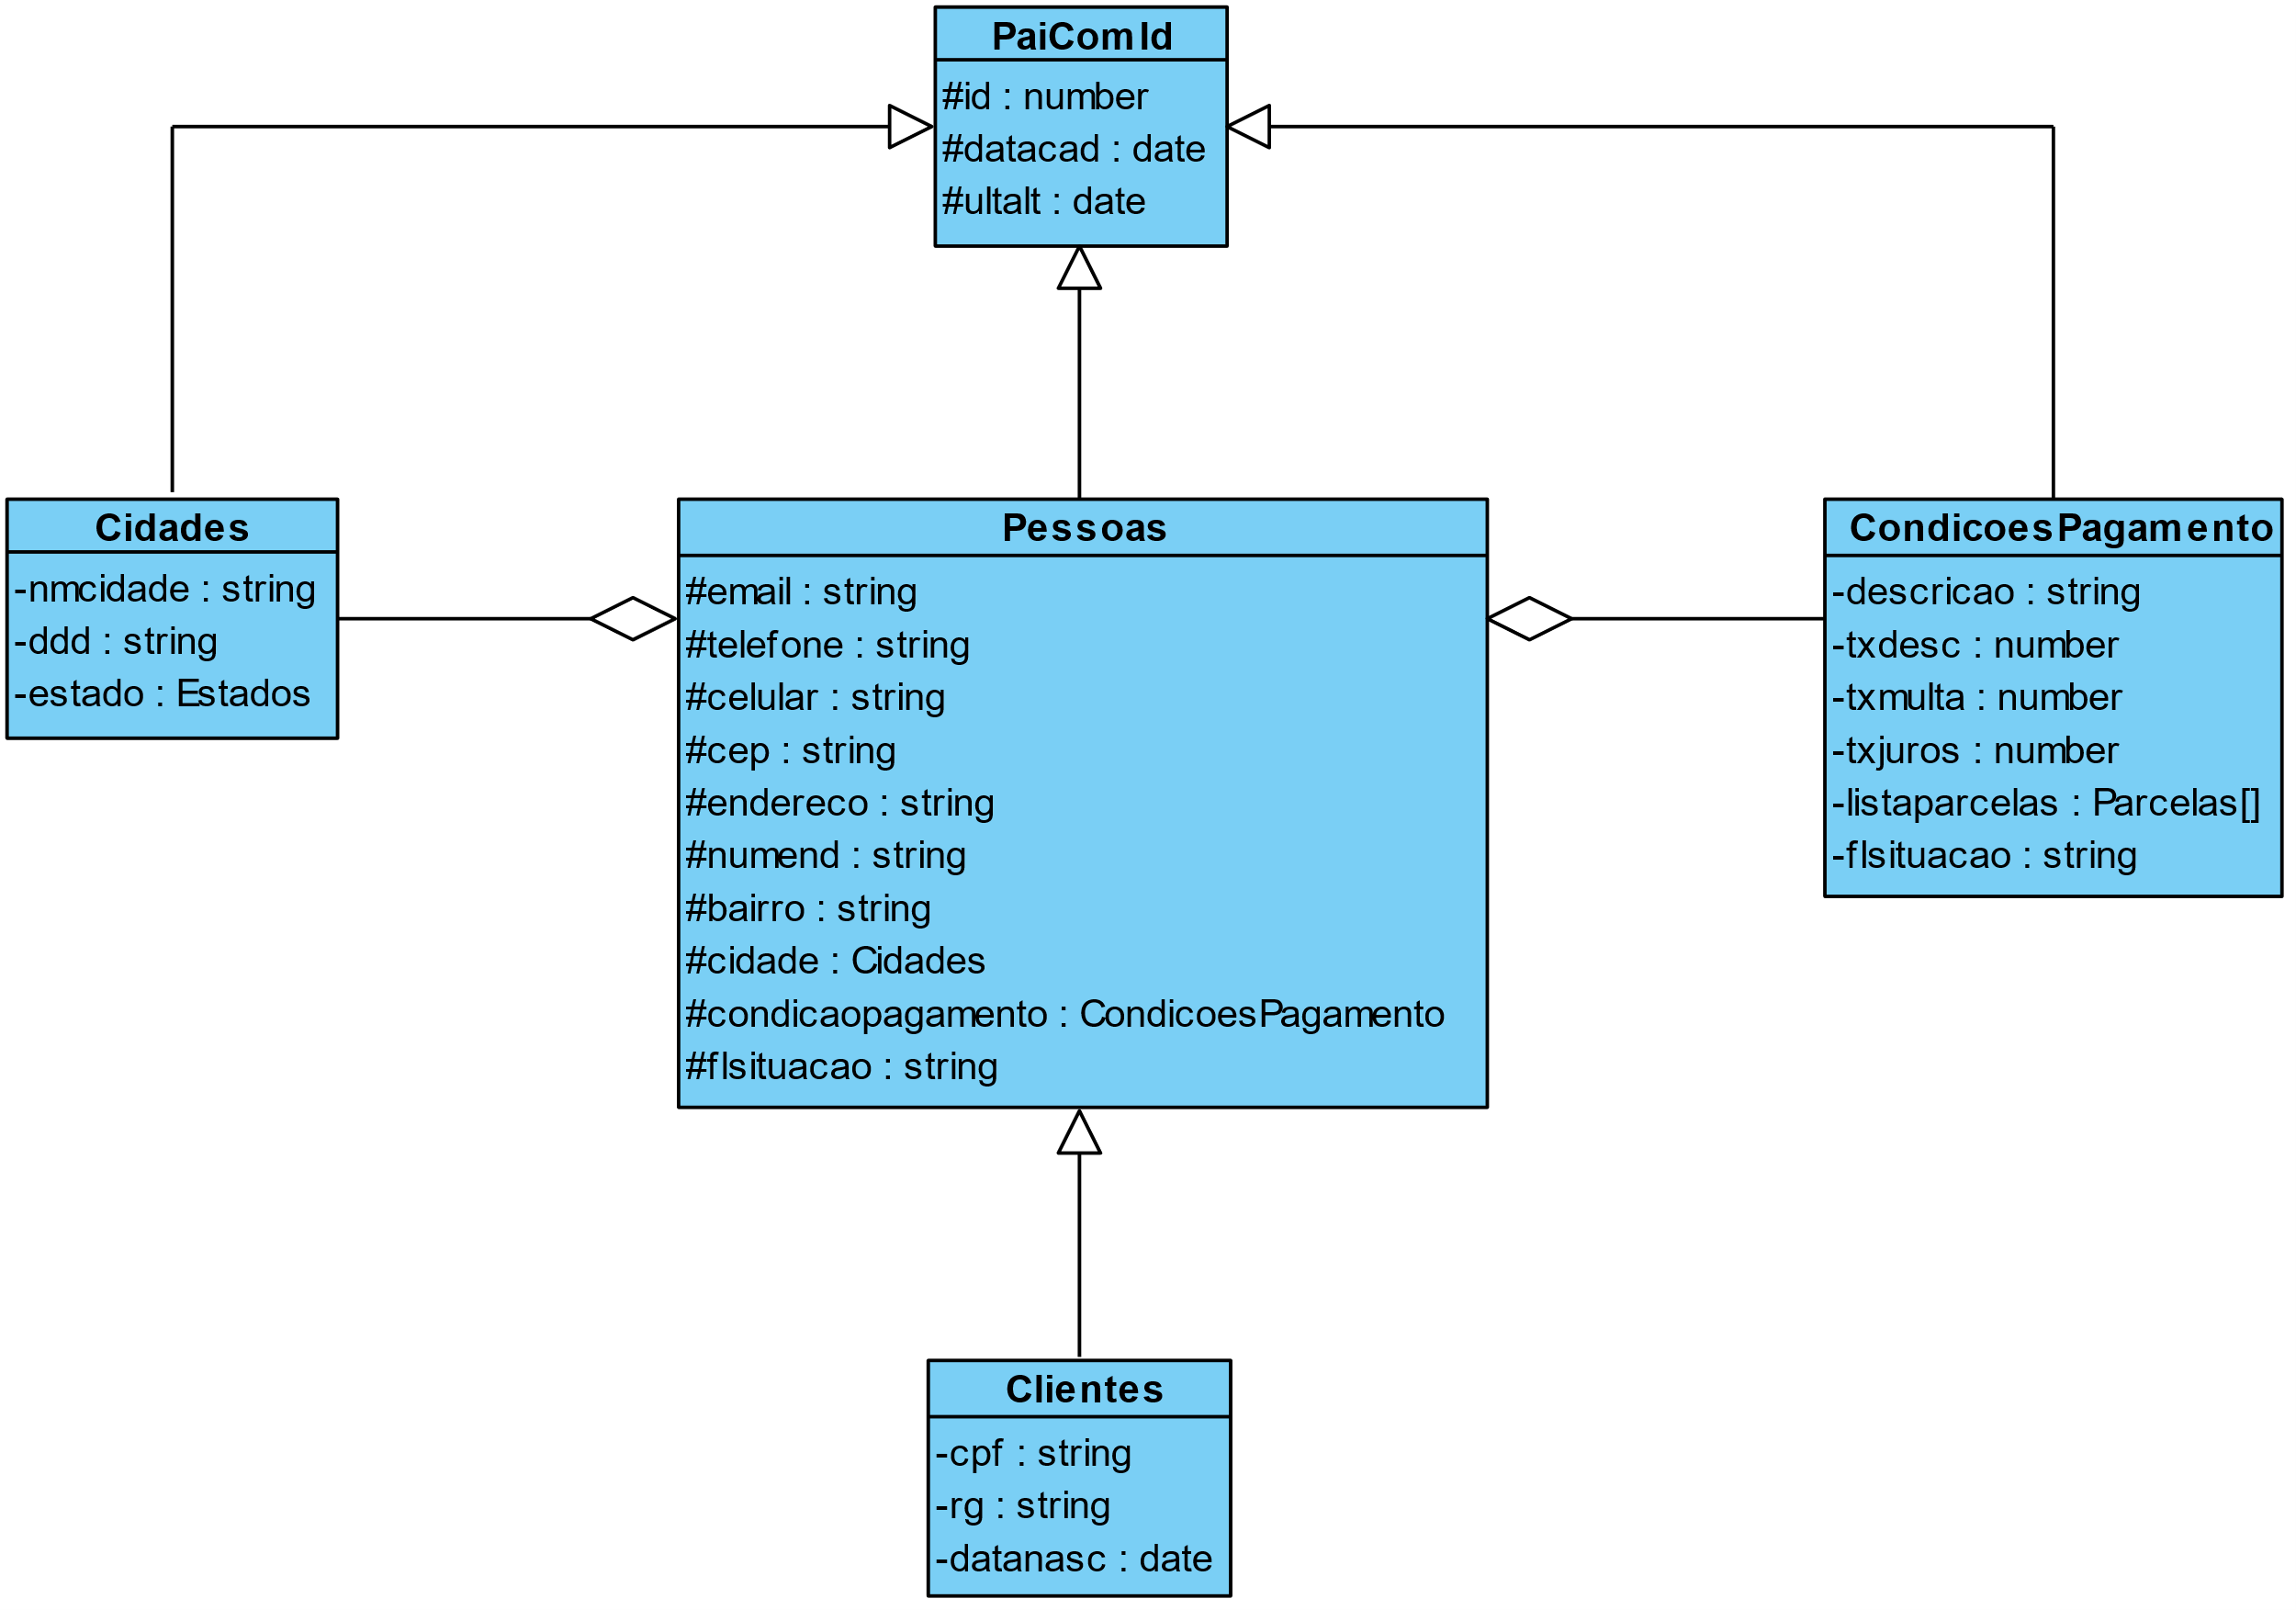 PaiComId
#id : number
#datacad : date
#ultalt : date
Cidades
-nmcidade : string
-ddd : string
-estado : Estados
Pessoas
#email : string
#telefone : string
#celular : string
#cep : string
#endereco : string
#numend : string
#bairro : string
#cidade : Cidades
#condicaopagamento : CondicoesPagamento
#flsituacao : string
CondicoesPagamento
-descricao : string
-txdesc : number
-txmulta : number
-txjuros : number
-listaparcelas : Parcelas[]
-flsituacao : string
Clientes
-cpf : string
-rg : string
-datanasc : date